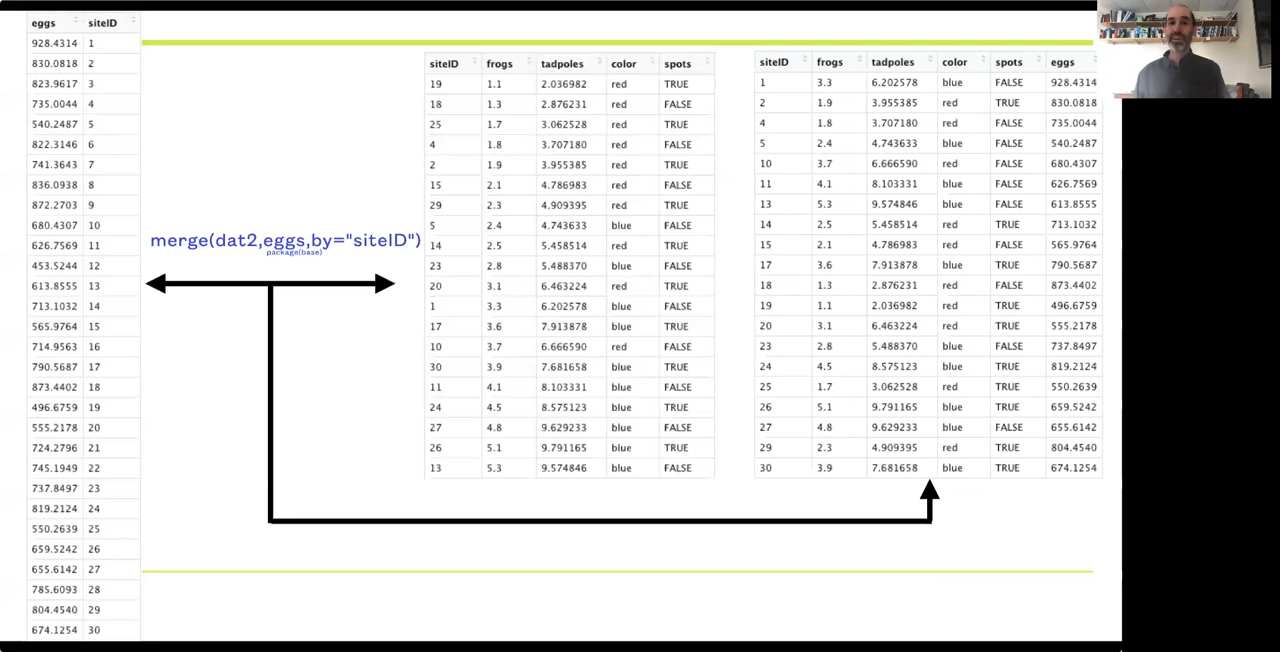 eggs siteID
928.4314 1
830.0818 2
823.9617 3
735.0044 4
540.2487 5
822.3146 6
741.3643 7
836.0938 8
872.2703 9
680.4307 10
626.7569 11
453.5244 12
613.8555 13
713.1032 14
565.9764 15
714.9563 16
790.5687 17
873.4402 18
496.6759 19
555.2178 20
724.2796 21
745.1949 22
737.8497 23
819.2124 24
550.2639 25
659.5242 26
655.6142 27
785.6093 28
804.4540 29
674.1254 30
merge(dat2,eggs,by="siteID")
package(base)
siteID frogs tadpoles color spots
19 1.1 2.036982 red TRUE
18 1.3 2.876231 red FALSE
25 1.7 3.062528 red TRUE
4 1.8 3.707180 red FALSE
2 1.9 3.955385 red TRUE
15 2.1 4.786983 red FALSE
29 2.3 4.909395 red TRUE
5 2.4 4.743633 blue FALSE
14 2.5 5.458514 red TRUE
23 2.8 5.488370 blue FALSE
20 3.1 6.463224 red TRUE
1 3.3 6.202578 blue FALSE
17 3.6 7.913878 blue TRUE
10 3.7 6.666590 red FALSE
30 3.9 7.681658 blue TRUE
11 4.1 8.103331 blue FALSE
24 4.5 8.575123 blue TRUE
27 4.8 9.629233 blue FALSE
26 5.1 9.791165 blue TRUE
13 5.3 9.574846 blue FALSE
siteID frogs tadpoles color spots eggs
1 3.3 6.202578 blue FALSE 928.4314
2 1.9 3.955385 red TRUE 830.0818
4 1.8 3.707180 red FALSE 735.0044
5 2.4 4.743633 blue FALSE 540.2487
10 3.7 6.666590 red FALSE 680.4307
11 4.1 8.103331 blue FALSE 626.7569
13 5.3 9.574846 blue FALSE 613.8555
14 2.5 5.458514 red TRUE 713.1032
15 2.1 4.786983 red FALSE 565.9764
17 3.6 7.913878 blue TRUE 790.5687
18 1.3 2.876231 red FALSE 873.4402
19 1.1 2.036982 red TRUE 496.6759
20 3.1 6.463224 red TRUE 555.2178
23 2.8 5.488370 blue FALSE 737.8497
24 4.5 8.575123 blue TRUE 819.2124
25 1.7 3.062528 red TRUE 550.2639
26 5.1 9.791165 blue TRUE 659.5242
27 4.8 9.629233 blue FALSE 655.6142
29 2.3 4.909395 red TRUE 804.4540
30 3.9 7.681658 blue TRUE 674.1254